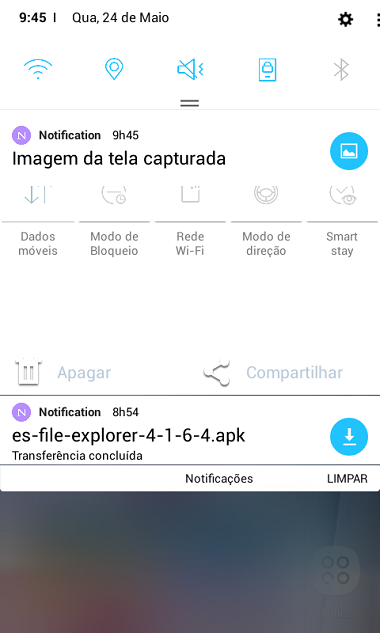 9:45 | Qua, 24 de Maio
N Notification 9h45
Imagem da tela capturada
Dados móveis
Modo de Bloqueio
Rede Wi-Fi
Modo de direção
Smart stay
Apagar
Compartilhar
N Notification 8h54
es-file-explorer-4-1-6-4.apk
Transferência concluída
Notificações
LIMPAR